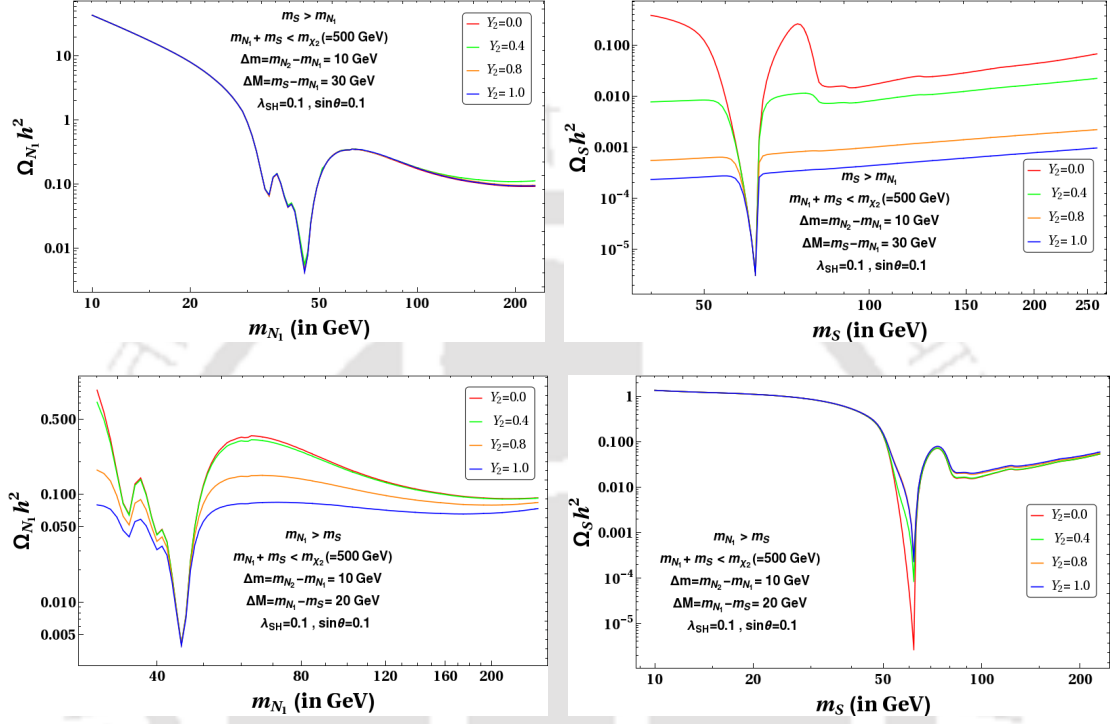 m_S > m_{N_1}
m_{N_1} + m_S < m_{χ_2} (=500 GeV)
Δm=m_{N_2}−m_{N_1}= 10 GeV
ΔM=m_S−m_{N_1}= 30 GeV
λ_{SH}=0.1 , sinθ=0.1
Y_2=0.0
Y_2=0.4
Y_2=0.8
Y_2= 1.0
Ω_{N_1} h^2
10
1
0.10
0.01
10 20 50 100 200
m_{N_1} (in GeV)
Ω_S h^2
0.100
0.010
0.001
10^{-4}
10^{-5}
m_S > m_{N_1}
m_{N_1} + m_S < m_{χ_2} (=500 GeV)
Δm=m_{N_2}−m_{N_1}= 10 GeV
ΔM=m_S−m_{N_1}= 30 GeV
λ_{SH}=0.1 , sinθ=0.1
Y_2=0.0
Y_2=0.4
Y_2=0.8
Y_2= 1.0
50 100 150 200 250
m_S (in GeV)
Ω_{N_1} h^2
0.500
0.100
0.050
0.010
0.005
Y_2=0.0
Y_2=0.4
Y_2=0.8
Y_2= 1.0
m_{N_1} > m_S
m_{N_1} + m_S < m_{χ_2} (=500 GeV)
Δm=m_{N_2}−m_{N_1}= 10 GeV
ΔM=m_{N_1}−m_S= 20 GeV
λ_{SH}=0.1 , sinθ=0.1
40 80 120 160 200
m_{N_1} (in GeV)
Ω_S h^2
1
0.100
0.010
0.001
10^{-4}
10^{-5}
m_{N_1} > m_S
m_{N_1} + m_S < m_{χ_2} (=500 GeV)
Δm=m_{N_2}−m_{N_1}= 10 GeV
ΔM=m_{N_1}−m_S= 20 GeV
λ_{SH}=0.1 , sinθ=0.1
Y_2=0.0
Y_2=0.4
Y_2=0.8
Y_2= 1.0
10 20 50 100 200
m_S (in GeV)